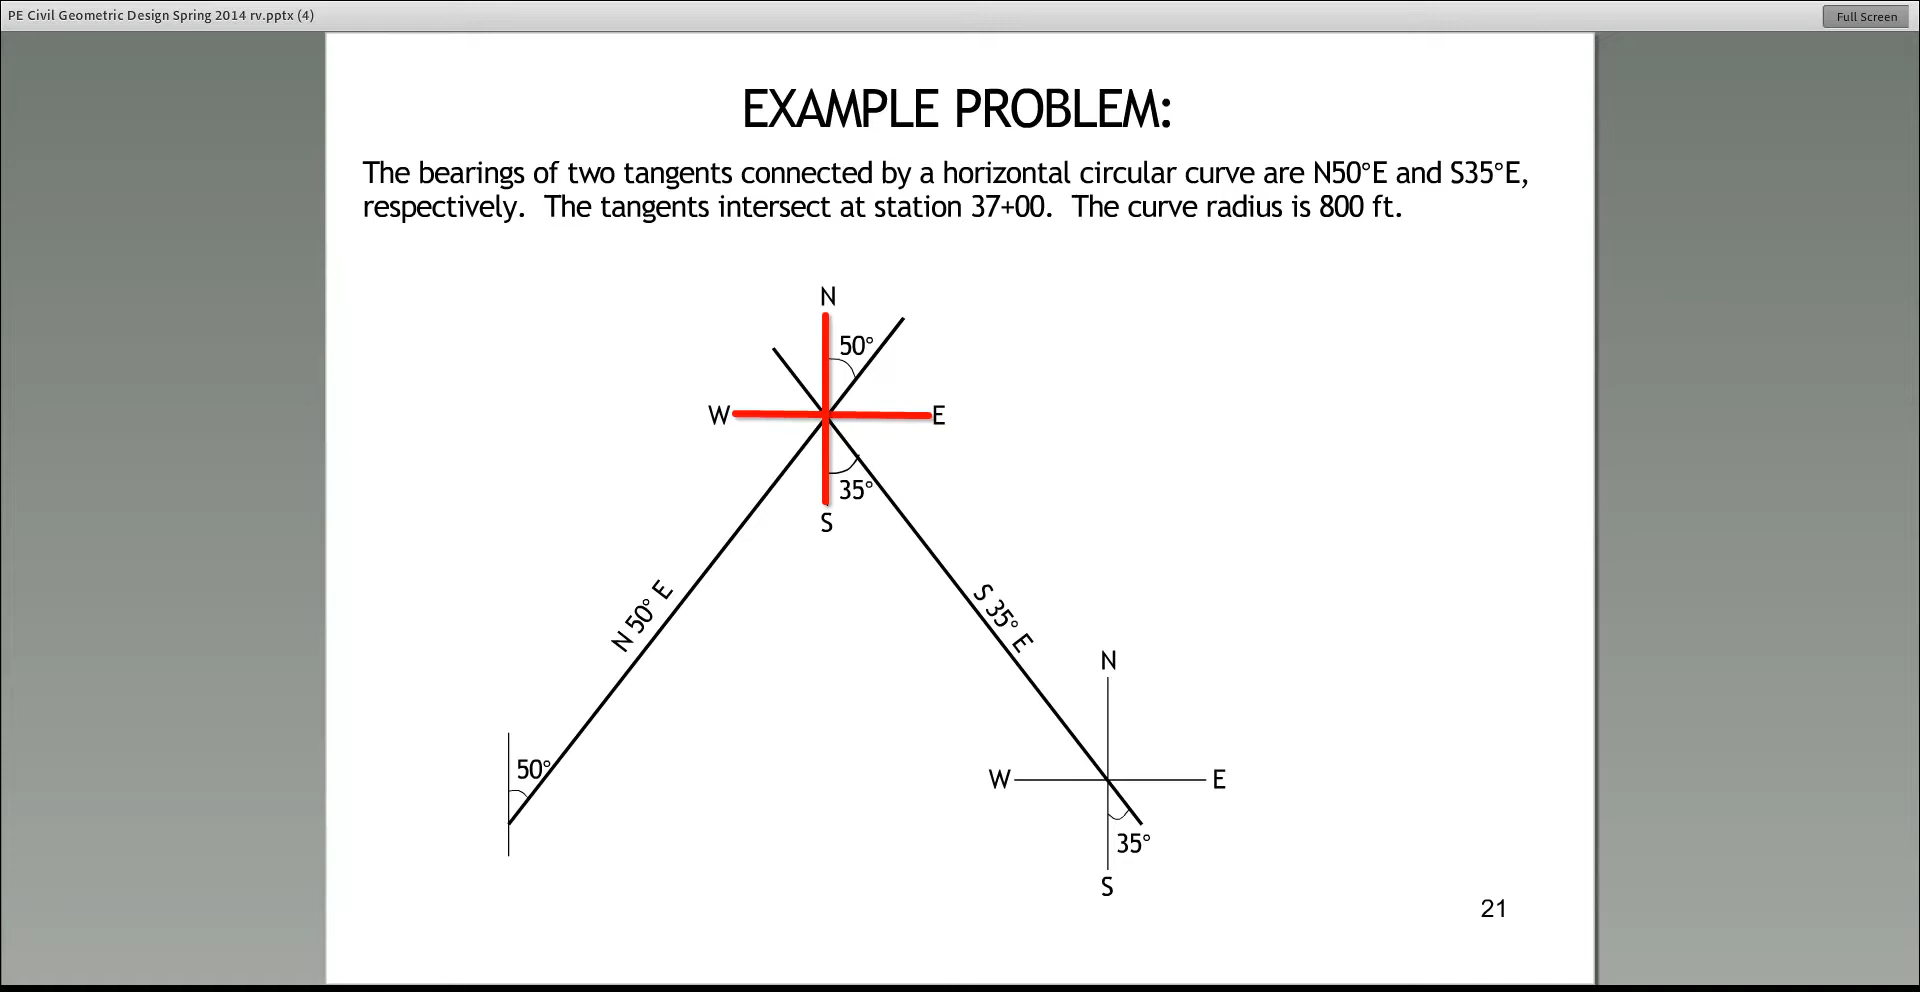 PE Civil Geometric Design Spring 2014 rv.pptx (4)
Full Screen
EXAMPLE PROBLEM:
The bearings of two tangents connected by a horizontal circular curve are N50°E and S35°E,
respectively.  The tangents intersect at station 37+00.  The curve radius is 800 ft.
N
50°
W
E
35°
S
N 50° E
S 35° E
N
50°
W
E
35°
S
21